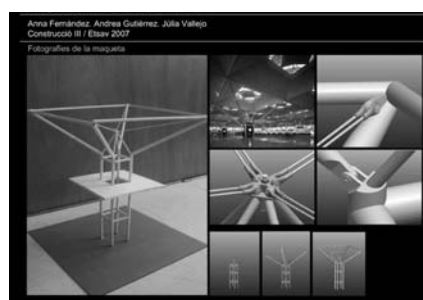 Anna Fernández. Andrea Gutiérrez. Júlia Vallejo.
Construcció III / Etsav 2007
Fotografies de la maqueta